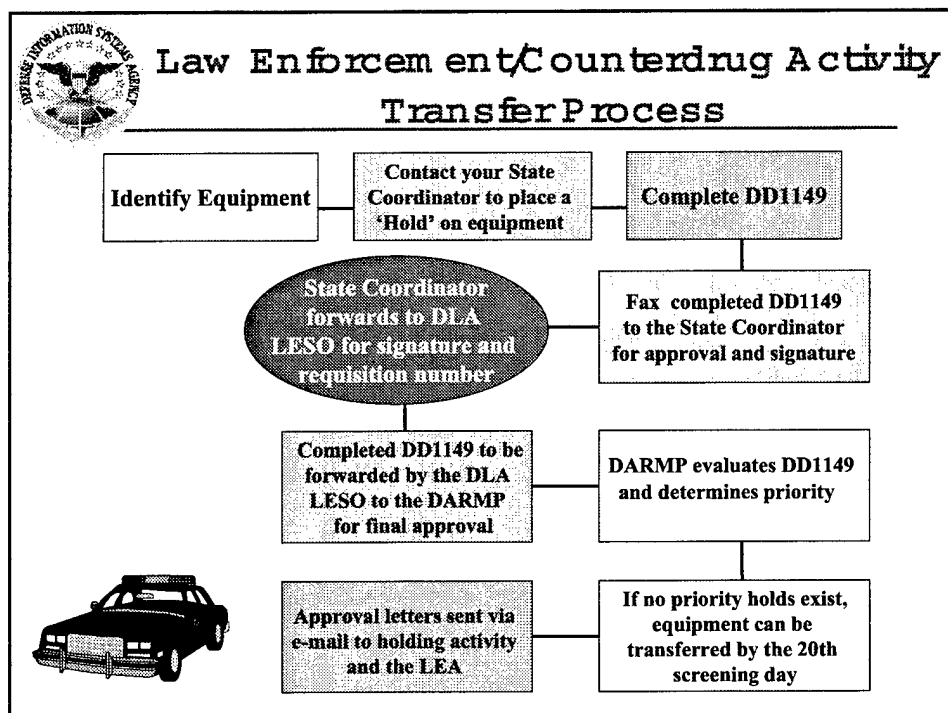 DEFENSE INFORMATION SYSTEMS AGENCY
Law Enforcement/Counterdrug Activity
Transfer Process
Identify Equipment
Contact your State
Coordinator to place a
‘Hold’ on equipment
Complete DD1149
Fax completed DD1149
to the State Coordinator
for approval and signature
State Coordinator
forwards to DLA
LESO for signature and
requisition number
Completed DD1149 to be
forwarded by the DLA
LESO to the DARMP
for final approval
DARMP evaluates DD1149
and determines priority
If no priority holds exist,
equipment can be
transferred by the 20th
screening day
Approval letters sent via
e-mail to holding activity
and the LEA